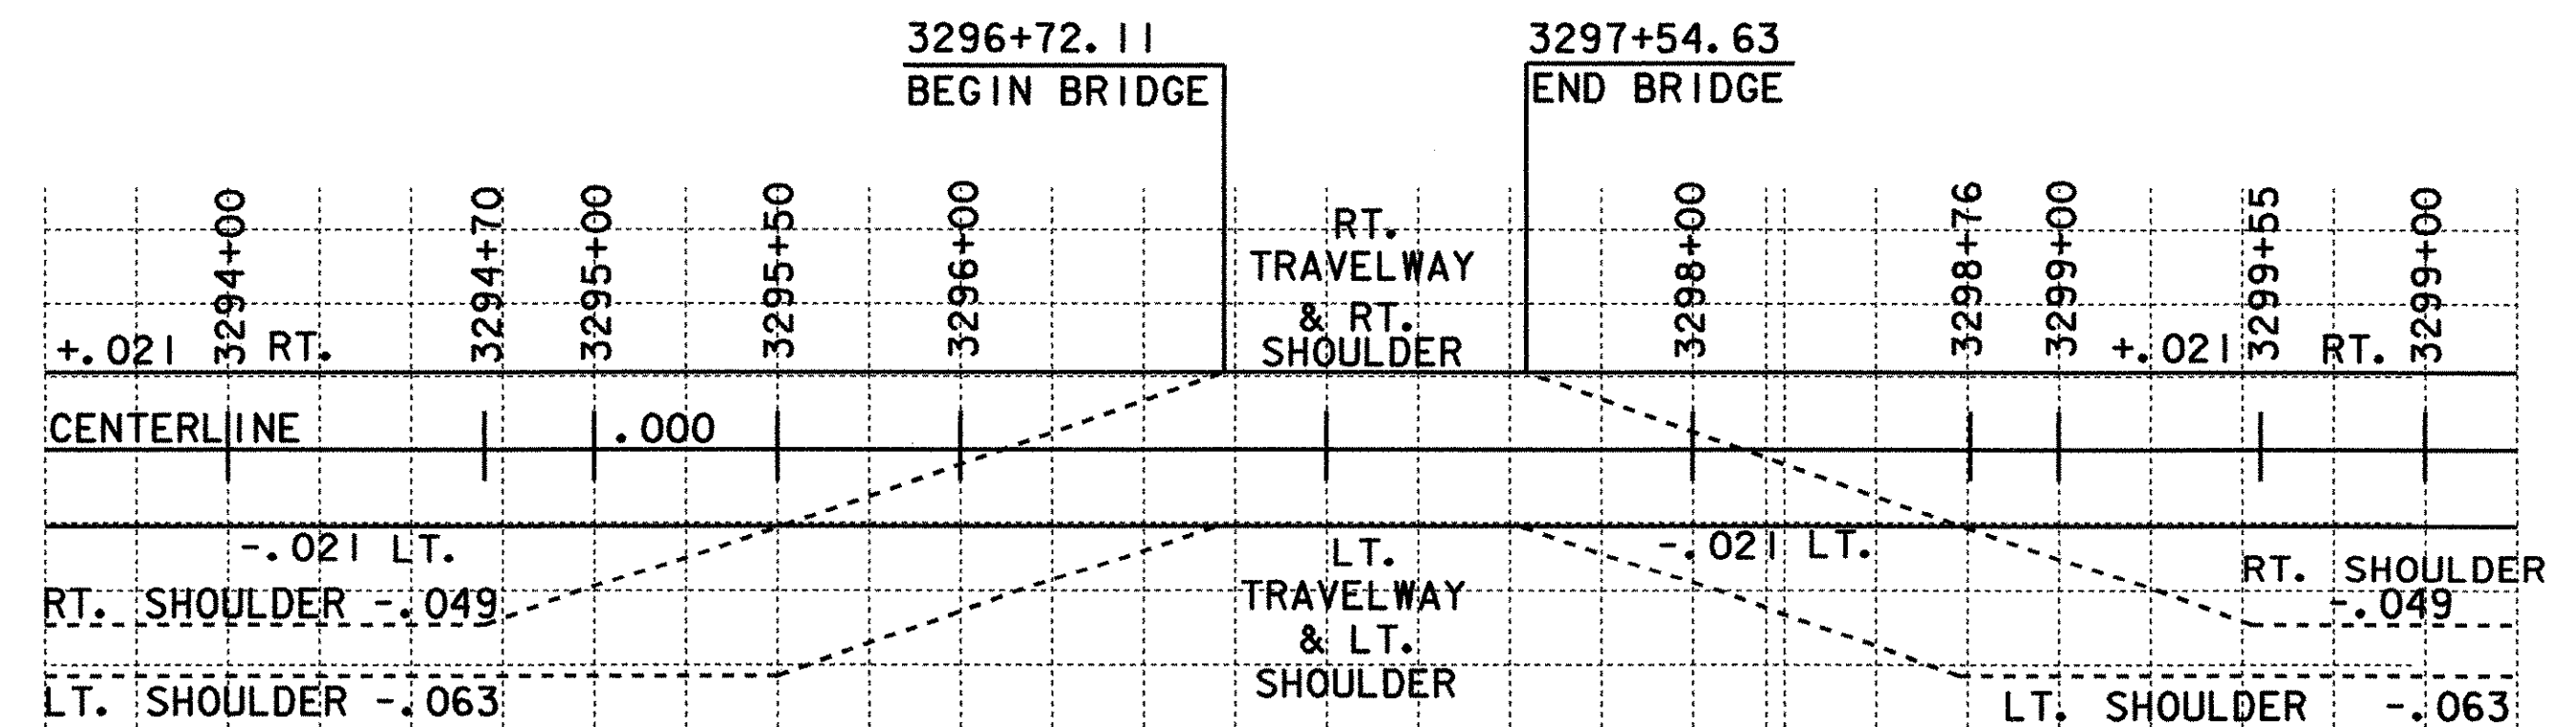 3296+72.11
BEGIN BRIDGE
3297+54.63
END BRIDGE
3294+00
3294+70
3295+00
3295+50
3296+00
RT.
TRAVELWAY
& RT.
SHOULDER
3298+00
3298+76
3299+00
3299+55
3299+00
+.021 RT.
+.021 RT.
CENTERLINE .000
-.021 LT.
-.021 LT.
RT. SHOULDER -.049
LT.
TRAVELWAY
& LT.
SHOULDER
RT. SHOULDER
-.049
LT. SHOULDER -.063
LT. SHOULDER -.063